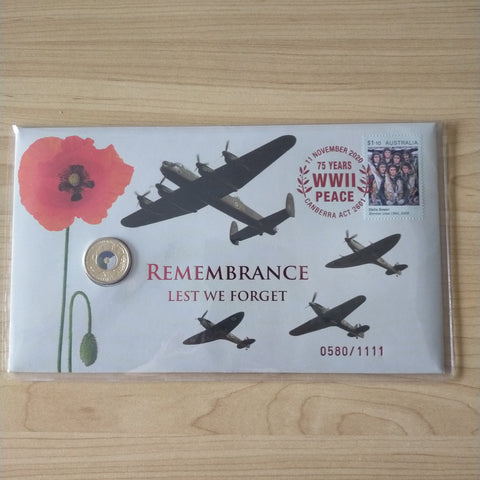 11 NOVEMBER 2020
75 YEARS
WWII
PEACE
CANBERRA ACT 2601
$1.10 AUSTRALIA
REMEMBRANCE
LEST WE FORGET
0580/1111